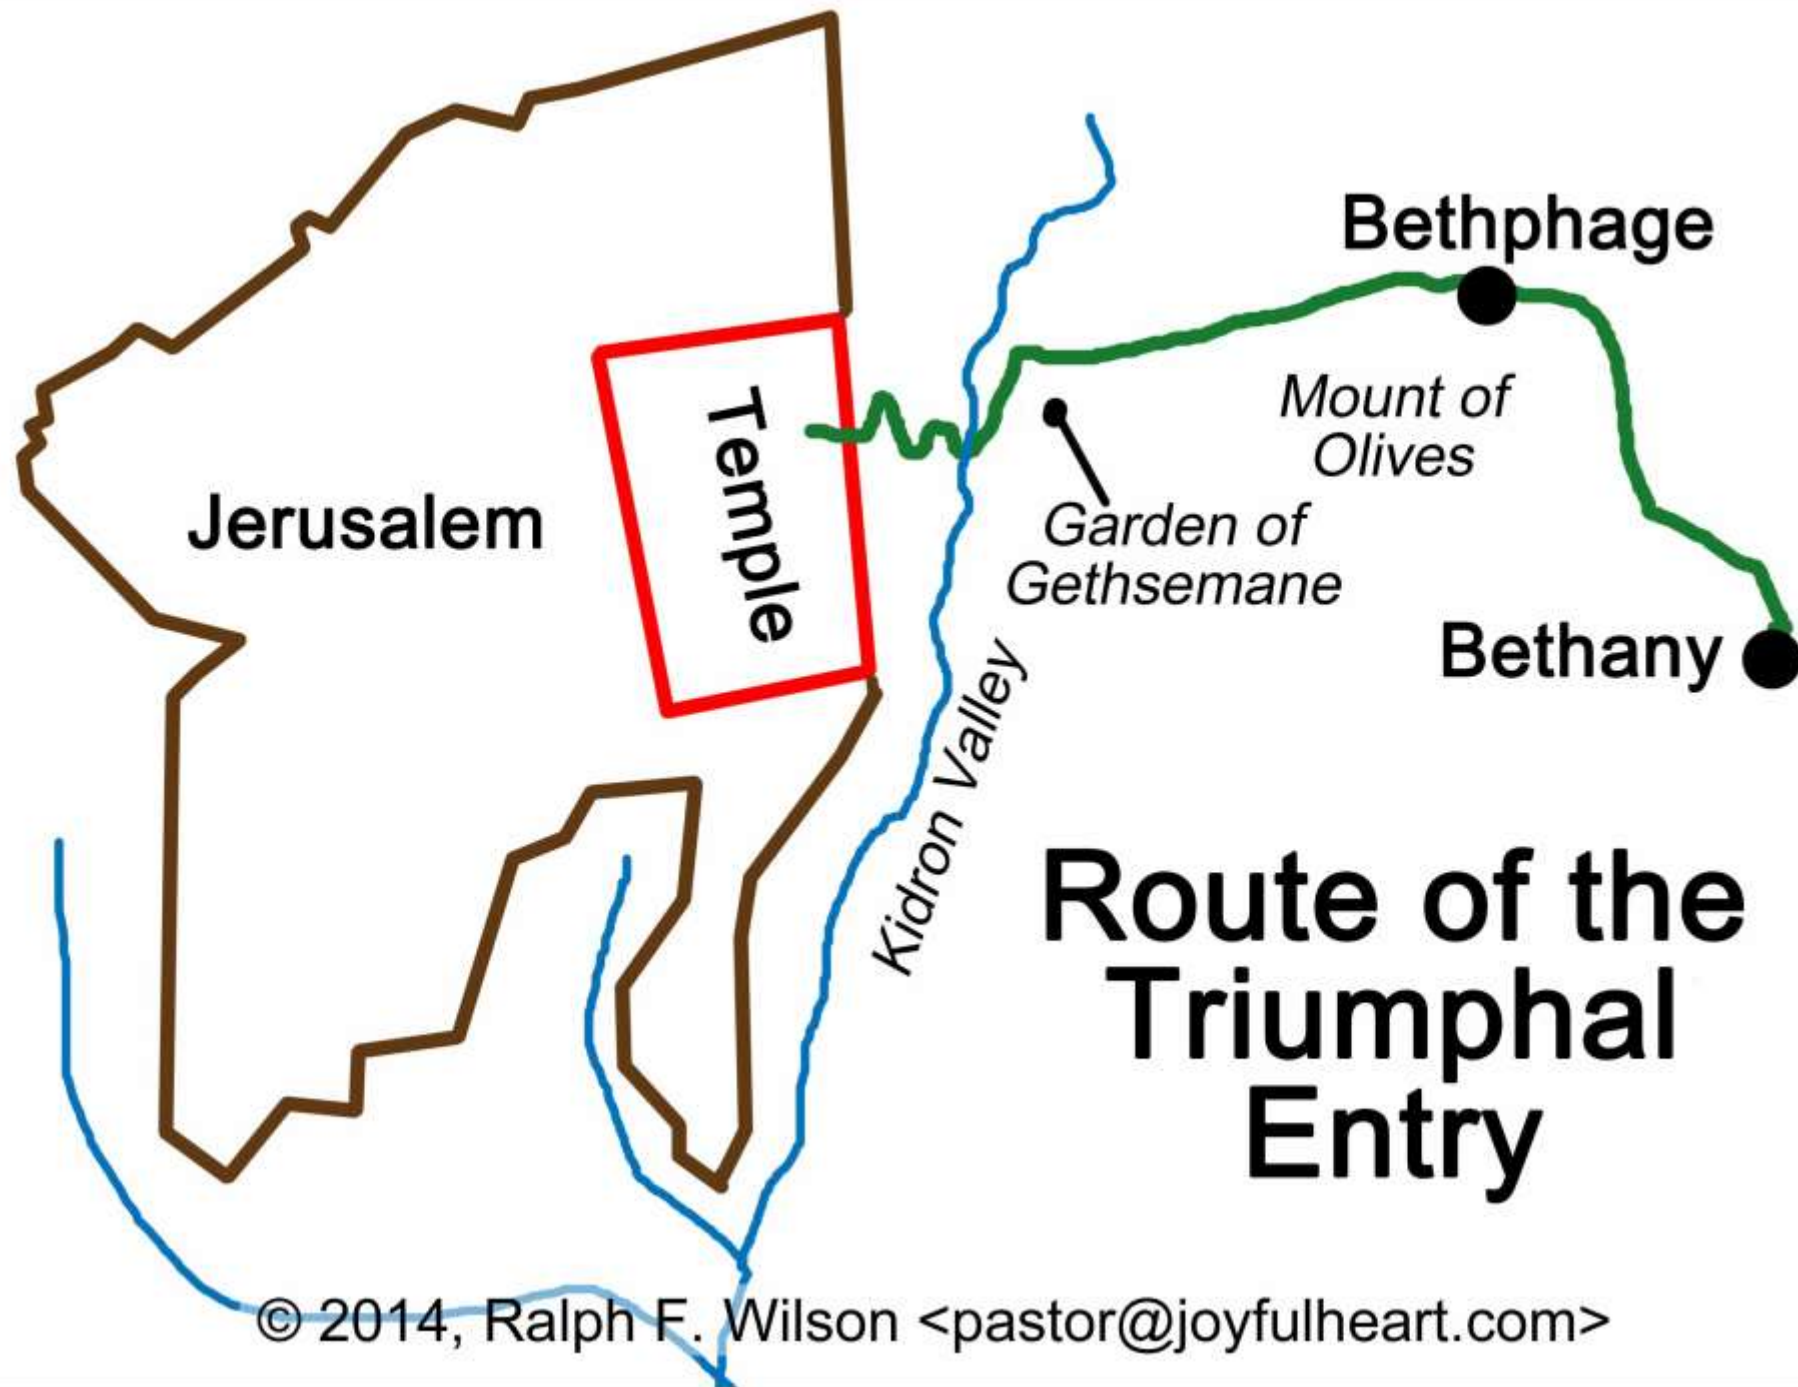 Bethphage
Mount of
Olives
Temple
Jerusalem
Garden of
Gethsemane
Bethany
Kidron Valley
Route of the
Triumphal
Entry
© 2014, Ralph F. Wilson <pastor@joyfulheart.com>